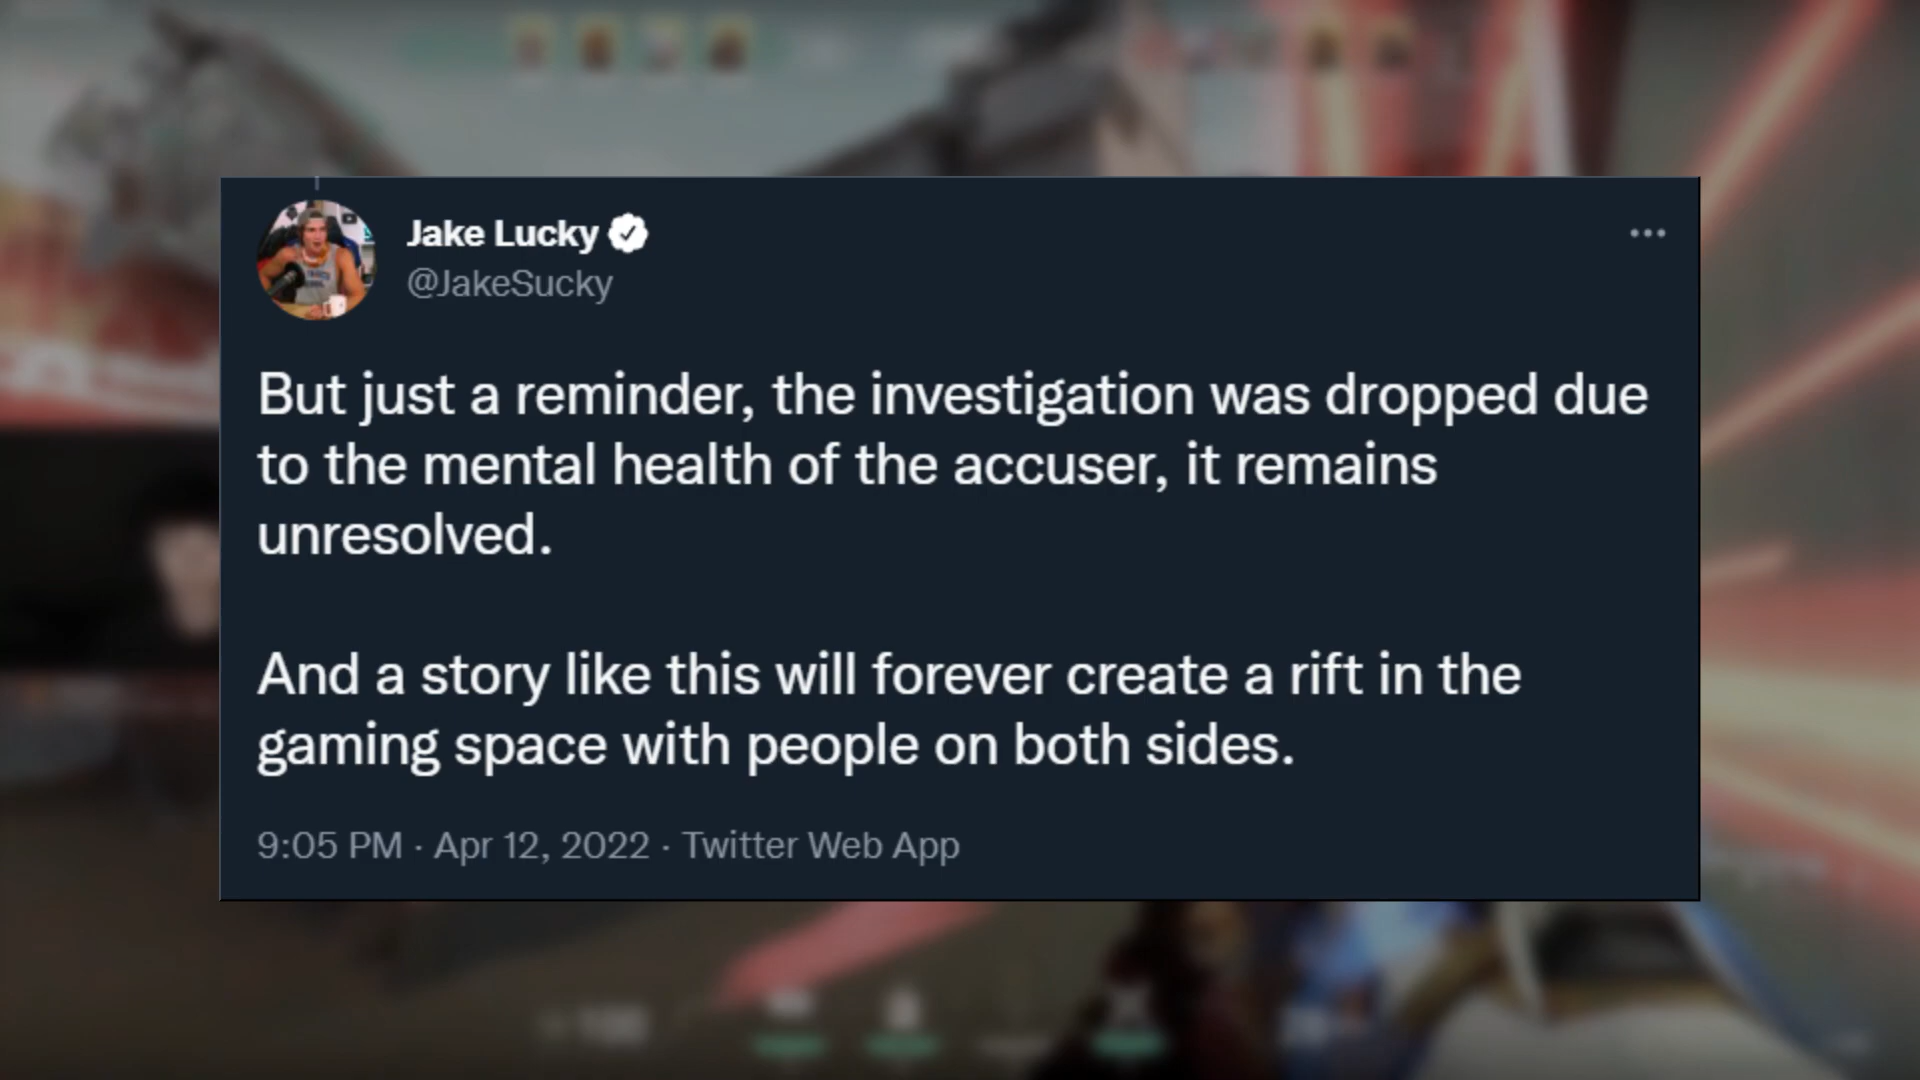 Jake Lucky
@JakeSucky
But just a reminder, the investigation was dropped due
to the mental health of the accuser, it remains
unresolved.
And a story like this will forever create a rift in the
gaming space with people on both sides.
9:05 PM · Apr 12, 2022 · Twitter Web App